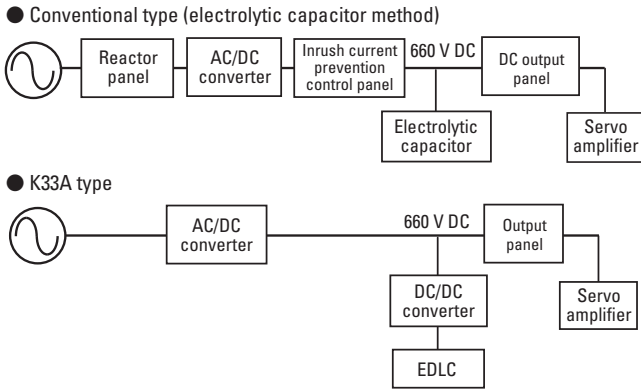 ● Conventional type (electrolytic capacitor method)
Reactor
panel
AC/DC
converter
Inrush current
prevention
control panel
660 V DC
DC output
panel
Electrolytic
capacitor
Servo
amplifier
● K33A type
AC/DC
converter
660 V DC
Output
panel
DC/DC
converter
Servo
amplifier
EDLC